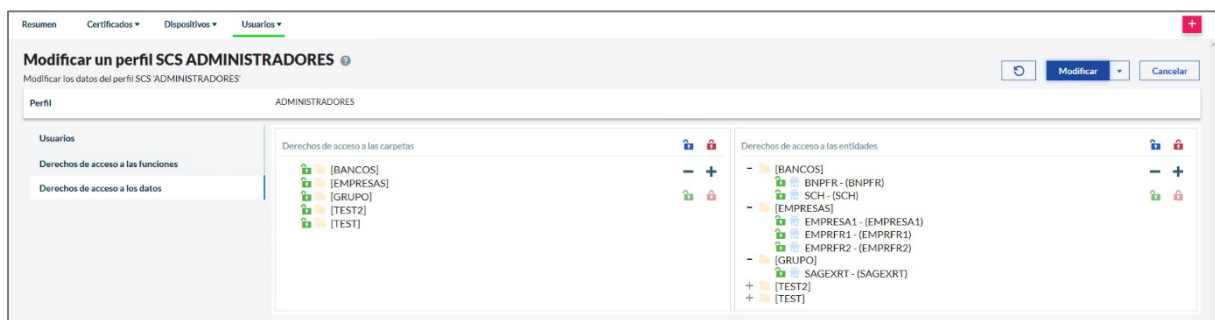 Resumen Certificados Dispositivos Usuarios
Modificar un perfil SCS ADMINISTRADORES
Modificar los datos del perfil SCS 'ADMINISTRADORES'
Modificar Cancelar
Perfil ADMINISTRADORES
Usuarios
Derechos de acceso a las funciones
Derechos de acceso a los datos
Derechos de acceso a las carpetas
[BANCOS]
[EMPRESAS]
[GRUPO]
[TEST2]
[TEST]
Derechos de acceso a las entidades
[BANCOS]
BNPFR - (BNPFR)
SCH - (SCH)
[EMPRESAS]
EMPRESA1 - (EMPRESA1)
EMPRFR1 - (EMPRFR1)
EMPRFR2 - (EMPRFR2)
[GRUPO]
SAGEXRT - (SAGEXRT)
[TEST2]
[TEST]